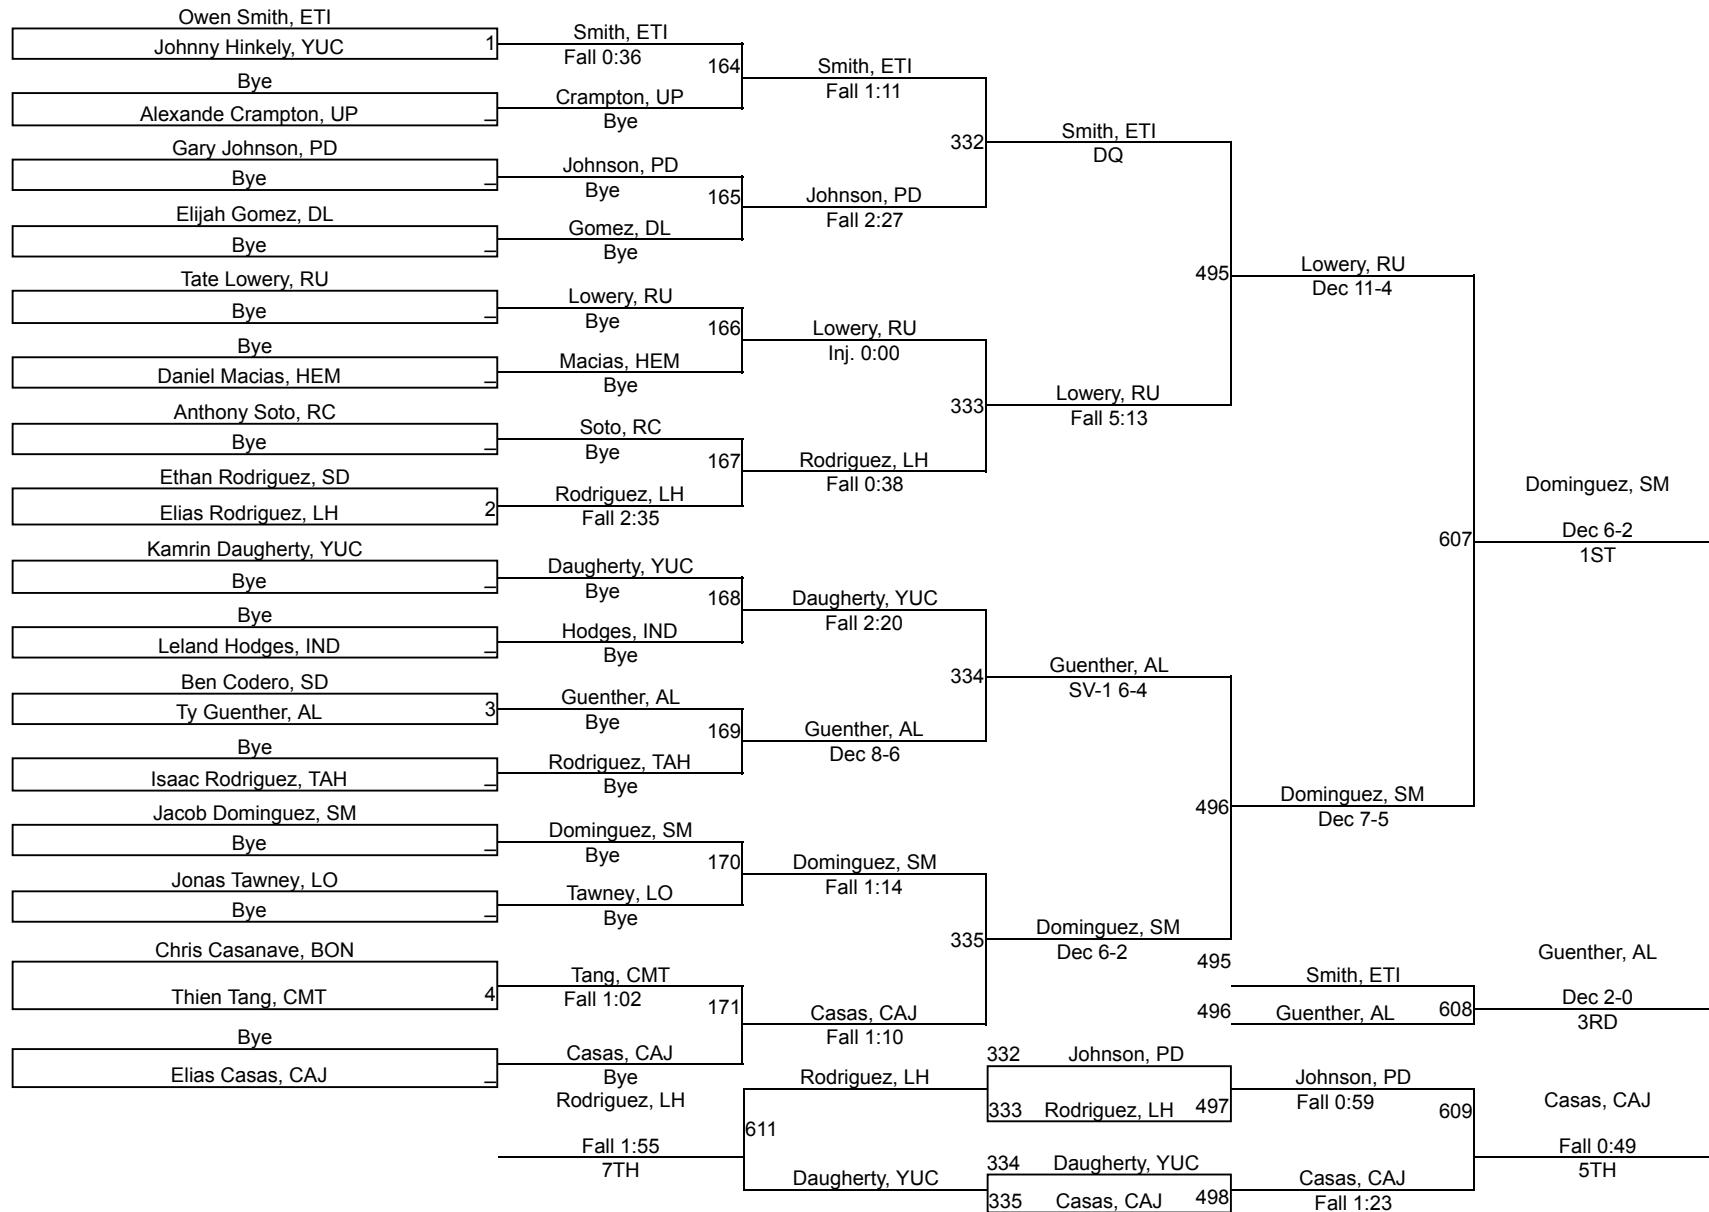 Owen Smith, ETI
Johnny Hinkely, YUC 1
Bye
Alexande Crampton, UP _
Gary Johnson, PD
Bye _
Elijah Gomez, DL
Bye _
Tate Lowery, RU
Bye _
Bye
Daniel Macias, HEM _
Anthony Soto, RC
Bye _
Ethan Rodriguez, SD
Elias Rodriguez, LH 2
Kamrin Daugherty, YUC
Bye _
Bye
Leland Hodges, IND _
Ben Codero, SD
Ty Guenther, AL 3
Bye
Isaac Rodriguez, TAH _
Jacob Dominguez, SM
Bye _
Jonas Tawney, LO
Bye _
Chris Casanave, BON
Thien Tang, CMT 4
Bye
Elias Casas, CAJ _
Smith, ETI
Fall 0:36
164
Crampton, UP
Bye
Johnson, PD
Bye
165
Gomez, DL
Bye
Lowery, RU
Bye
166
Macias, HEM
Bye
Soto, RC
Bye
167
Rodriguez, LH
Fall 2:35
Daugherty, YUC
Bye
168
Hodges, IND
Bye
Guenther, AL
Bye
169
Rodriguez, TAH
Bye
Dominguez, SM
Bye
170
Tawney, LO
Bye
Tang, CMT
Fall 1:02
171
Casas, CAJ
Bye
Rodriguez, LH
Fall 1:55
7TH
611
Smith, ETI
Fall 1:11
332
Johnson, PD
Fall 2:27
Lowery, RU
Inj. 0:00
333
Rodriguez, LH
Fall 0:38
Daugherty, YUC
Fall 2:20
334
Guenther, AL
Dec 8-6
Dominguez, SM
Fall 1:14
335
Casas, CAJ
Fall 1:10
Rodriguez, LH
Daugherty, YUC
Smith, ETI
DQ
495
Lowery, RU
Fall 5:13
Guenther, AL
SV-1 6-4
496
Dominguez, SM
Dec 6-2
332 Johnson, PD
333 Rodriguez, LH 497
334 Daugherty, YUC
335 Casas, CAJ 498
Lowery, RU
Dec 11-4
607
Dominguez, SM
Dec 7-5
495 Smith, ETI
496 Guenther, AL 608
Johnson, PD
Fall 0:59
609
Casas, CAJ
Fall 1:23
Dominguez, SM
Dec 6-2
1ST
Guenther, AL
Dec 2-0
3RD
Casas, CAJ
Fall 0:49
5TH